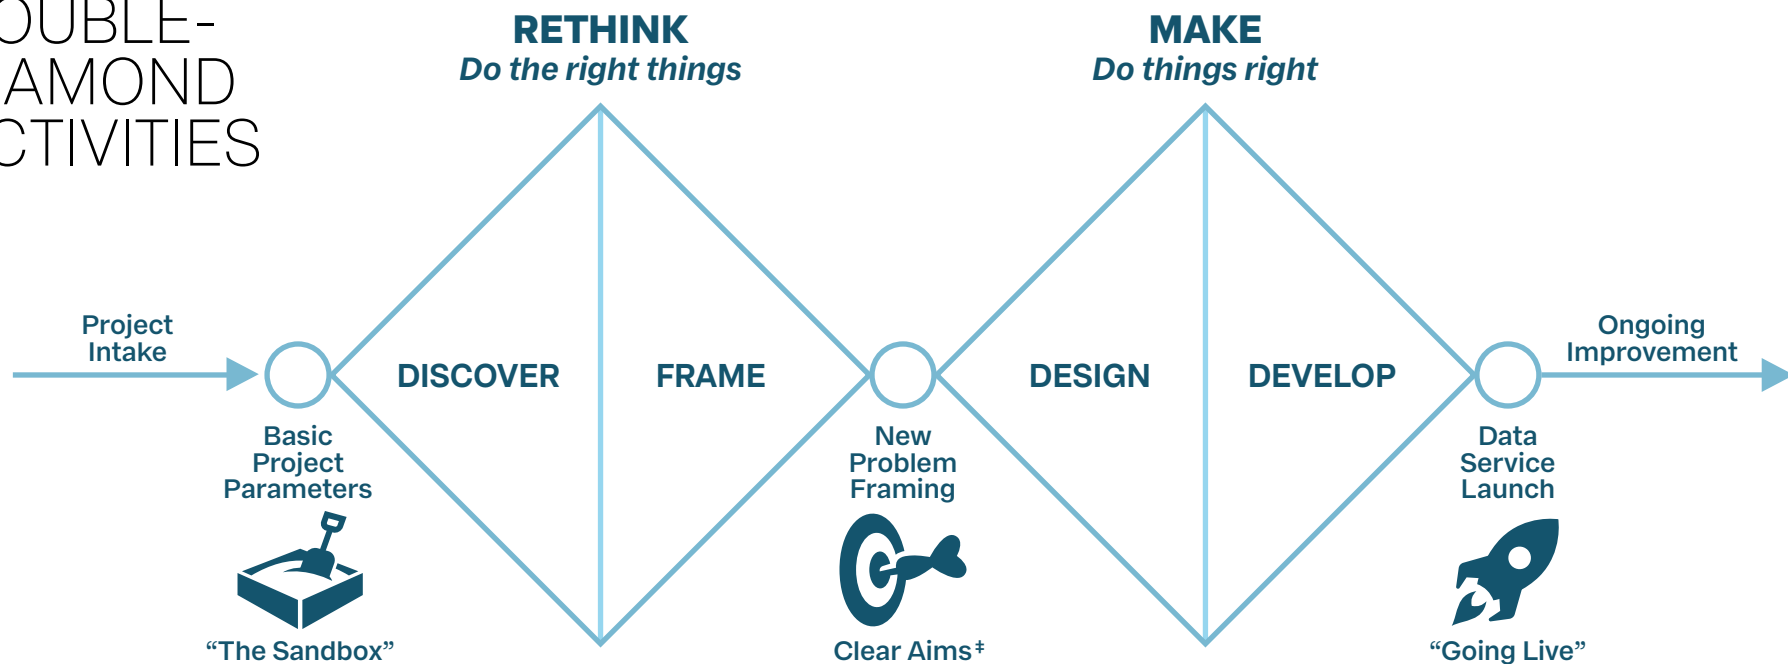 OUBLE-
AMOND
CTIVITIES
RETHINK
Do the right things
MAKE
Do things right
Project
Intake
DISCOVER
FRAME
DESIGN
DEVELOP
Ongoing
Improvement
Basic
Project
Parameters
“The Sandbox”
New
Problem
Framing
Clear Aims‡
Data
Service
Launch
“Going Live”